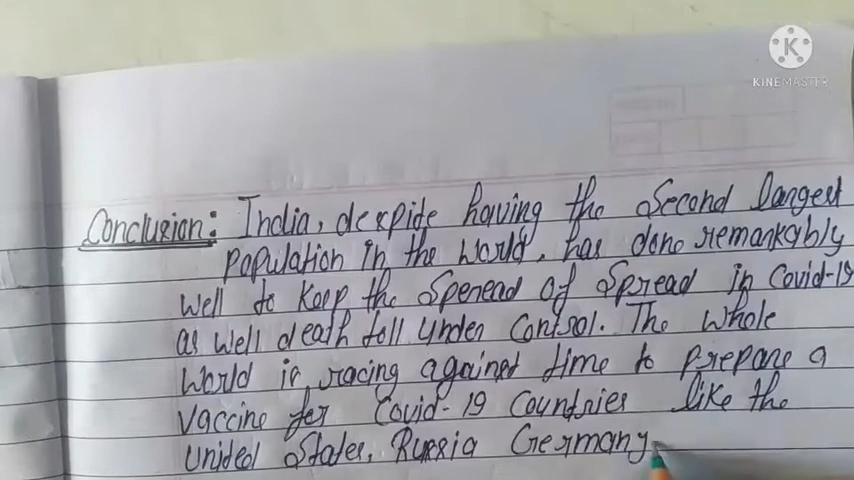 KINEMASTER
Conclusion: India, despite having the Second largest
population in the world, has done remarkably
well to keep the Speread of Spread in Covid-19
as well death toll under Control. The whole
world is racing against time to prepare a
vaccine for Covid-19 Countries like the
united States, Russia Germany